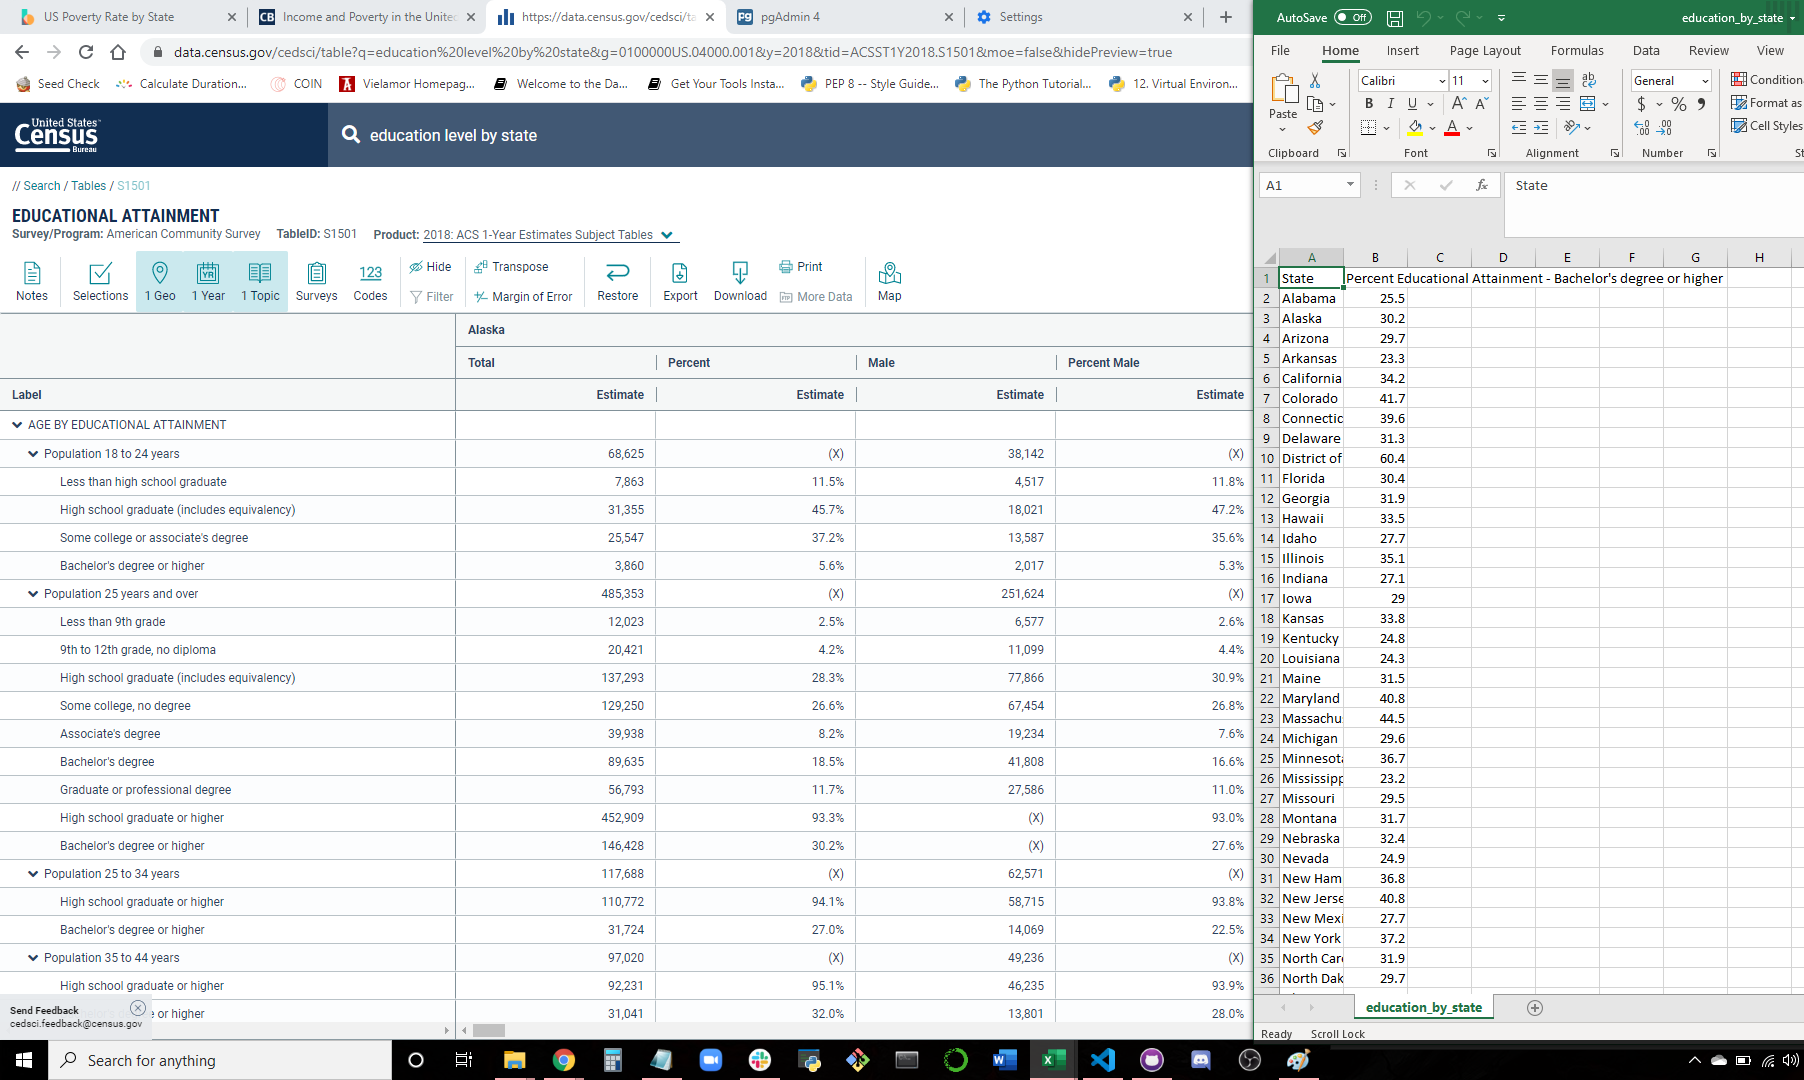 US Poverty Rate by State
Income and Poverty in the Unite
https://data.census.gov/cedsci/ta
pgAdmin 4
Settings
data.census.gov/cedsci/table?q=education%20level%20by%20state&g=0100000US.04000.001&y=2018&tid=ACSST1Y2018.S1501&moe=false&hidePreview=true
Seed Check
Calculate Duration...
COIN
Vielamor Homepag...
Welcome to the Da...
Get Your Tools Insta...
PEP 8 -- Style Guide...
The Python Tutorial...
12. Virtual Environ...
United States
Census
Bureau
education level by state
// Search / Tables / S1501
EDUCATIONAL ATTAINMENT
Survey/Program: American Community Survey TableID: S1501 Product: 2018: ACS 1-Year Estimates Subject Tables
Notes Selections 1 Geo 1 Year 1 Topic Surveys Codes
Hide Transpose
Filter Margin of Error
Restore Export Download
Print
More Data
Map
Alaska
Total Percent Male Percent Male
Label Estimate Estimate Estimate Estimate
AGE BY EDUCATIONAL ATTAINMENT
Population 18 to 24 years 68,625 (X) 38,142 (X)
Less than high school graduate 7,863 11.5% 4,517 11.8%
High school graduate (includes equivalency) 31,355 45.7% 18,021 47.2%
Some college or associate's degree 25,547 37.2% 13,587 35.6%
Bachelor's degree or higher 3,860 5.6% 2,017 5.3%
Population 25 years and over 485,353 (X) 251,624 (X)
Less than 9th grade 12,023 2.5% 6,577 2.6%
9th to 12th grade, no diploma 20,421 4.2% 11,099 4.4%
High school graduate (includes equivalency) 137,293 28.3% 77,866 30.9%
Some college, no degree 129,250 26.6% 67,454 26.8%
Associate's degree 39,938 8.2% 19,234 7.6%
Bachelor's degree 89,635 18.5% 41,808 16.6%
Graduate or professional degree 56,793 11.7% 27,586 11.0%
High school graduate or higher 452,909 93.3% (X) 93.0%
Bachelor's degree or higher 146,428 30.2% (X) 27.6%
Population 25 to 34 years 117,688 (X) 62,571 (X)
High school graduate or higher 110,772 94.1% 58,715 93.8%
Bachelor's degree or higher 31,724 27.0% 14,069 22.5%
Population 35 to 44 years 97,020 (X) 49,236 (X)
High school graduate or higher 92,231 95.1% 46,235 93.9%
e or higher 31,041 32.0% 13,801 28.0%
Send Feedback
cedsci.feedback@census.gov
Search for anything
AutoSave Off education_by_state
File Home Insert Page Layout Formulas Data Review View
Paste
Calibri 11
B I U
General
$ %
Condition
Format as
Cell Styles
Clipboard Font Alignment Number St
A1 fx State
A B C D E F G H
1 State Percent Educational Attainment - Bachelor's degree or higher
2 Alabama 25.5
3 Alaska 30.2
4 Arizona 29.7
5 Arkansas 23.3
6 California 34.2
7 Colorado 41.7
8 Connectic 39.6
9 Delaware 31.3
10 District of 60.4
11 Florida 30.4
12 Georgia 31.9
13 Hawaii 33.5
14 Idaho 27.7
15 Illinois 35.1
16 Indiana 27.1
17 Iowa 29
18 Kansas 33.8
19 Kentucky 24.8
20 Louisiana 24.3
21 Maine 31.5
22 Maryland 40.8
23 Massachu 44.5
24 Michigan 29.6
25 Minnesota 36.7
26 Mississipp 23.2
27 Missouri 29.5
28 Montana 31.7
29 Nebraska 32.4
30 Nevada 24.9
31 New Ham 36.8
32 New Jerse 40.8
33 New Mexi 27.7
34 New York 37.2
35 North Car 31.9
36 North Dak 29.7
education_by_state
Ready Scroll Lock